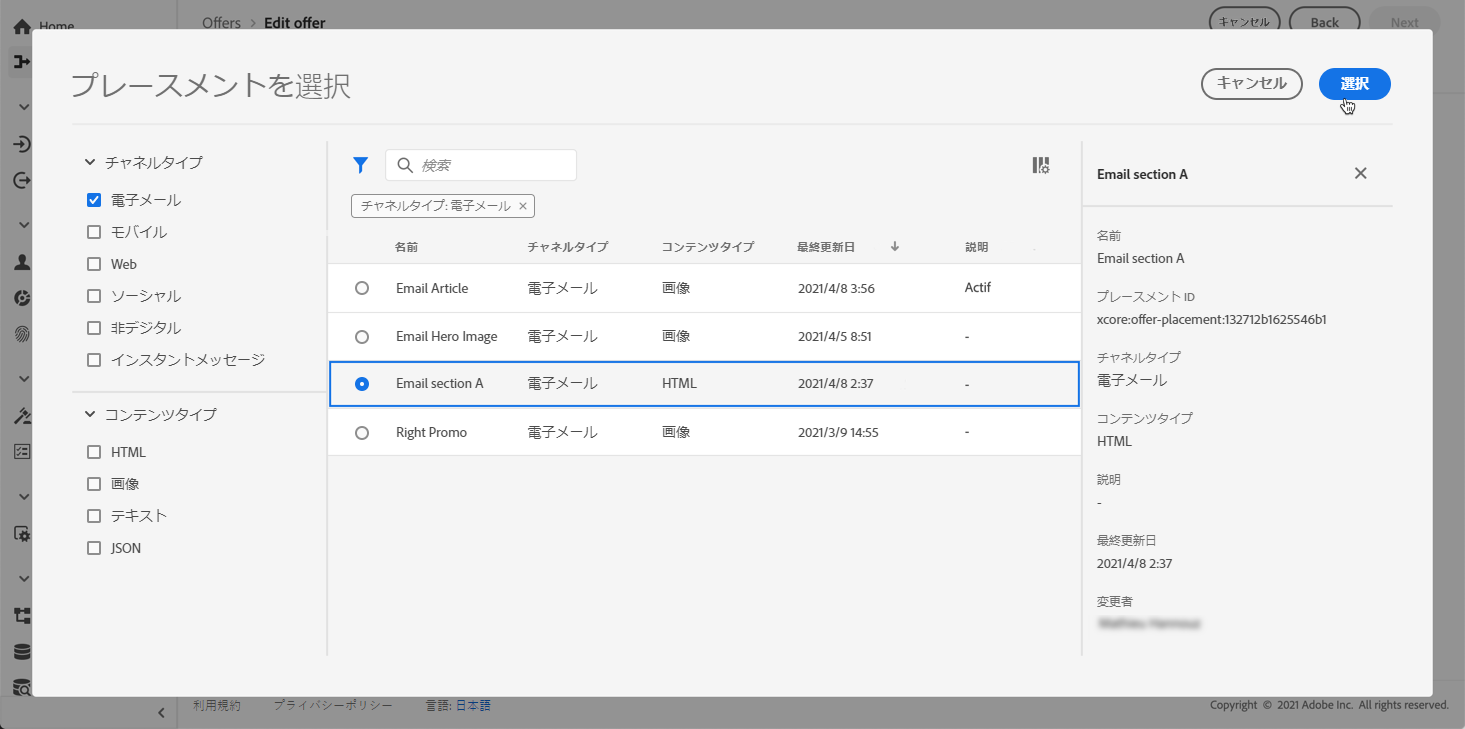 Home
Offers > Edit offer
キャンセル
Back
Next
プレースメントを選択
キャンセル
選択
チャネルタイプ
電子メール
モバイル
Web
ソーシャル
非デジタル
インスタントメッセージ
コンテンツタイプ
HTML
画像
テキスト
JSON
検索
チャネルタイプ: 電子メール ×
名前 チャネルタイプ コンテンツタイプ 最終更新日 ↓ 説明
Email Article 電子メール 画像 2021/4/8 3:56 Actif
Email Hero Image 電子メール 画像 2021/4/5 8:51 -
Email section A 電子メール HTML 2021/4/8 2:37 -
Right Promo 電子メール 画像 2021/3/9 14:55 -
Email section A
名前
Email section A
プレースメント ID
xcore:offer-placement:132712b1625546b1
チャネルタイプ
電子メール
コンテンツタイプ
HTML
説明
-
最終更新日
2021/4/8 2:37
変更者
利用規約 プライバシーポリシー 言語: 日本語
Copyright © 2021 Adobe Inc. All rights reserved.